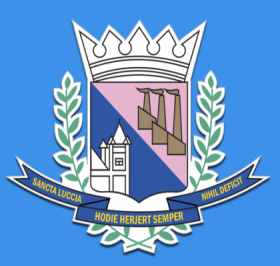 SANCTA LUCCIA
HODIE HERJERT SEMPER
NIHIL DEFICIT